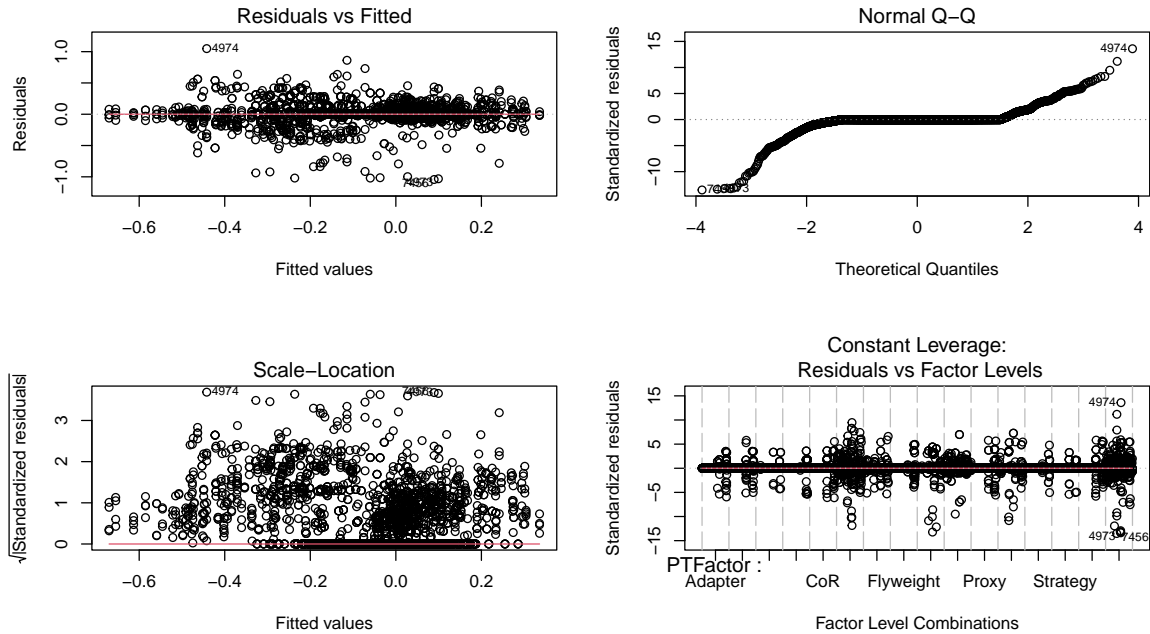 Residuals vs Fitted
Residuals
1.0
0.0
−1.0
4974
−0.6
−0.4
−0.2
0.0
0.2
Fitted values
Normal Q−Q
Standardized residuals
15
5
0
−10
4974
−4
−2
0
2
4
Theoretical Quantiles
Scale−Location
√|Standardized residuals|
3
2
1
0
4974
−0.6
−0.4
−0.2
0.0
0.2
Fitted values
Constant Leverage:
Residuals vs Factor Levels
Standardized residuals
15
5
−5
−15
4974
4973
7456
PTFactor :
Adapter
CoR
Flyweight
Proxy
Strategy
Factor Level Combinations